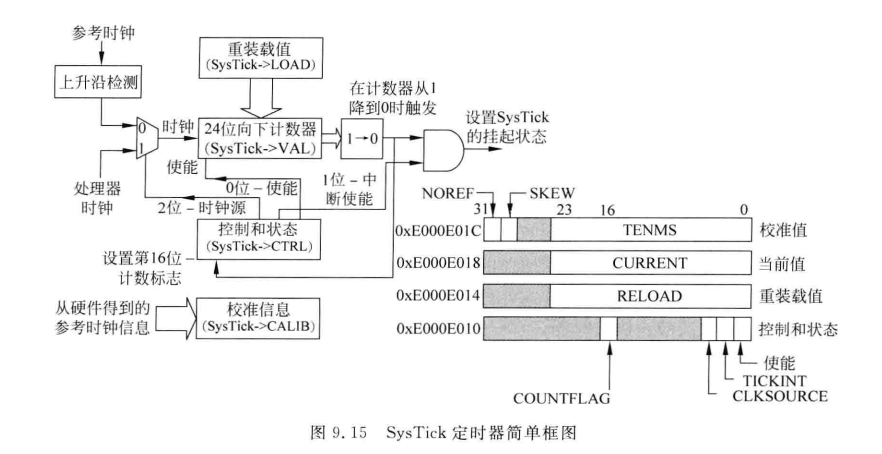 参考时钟
上升沿检测
重装载值
(SysTick->LOAD)
在计数器从1
降到0时触发
设置SysTick
的挂起状态
0
1
时钟
24位向下计数器
(SysTick->VAL)
1→0
处理器
时钟
使能
0位－使能
1位－中
断使能
2位－时钟源
控制和状态
(SysTick->CTRL)
设置第16位－
计数标志
从硬件得到的
参考时钟信息
校准信息
(SysTick->CALIB)
NOREF
SKEW
31
23
16
0
0xE000E01C
TENMS
校准值
0xE000E018
CURRENT
当前值
0xE000E014
RELOAD
重装载值
0xE000E010
控制和状态
使能
TICKINT
COUNTFLAG
CLKSOURCE
图 9.15 SysTick 定时器简单框图